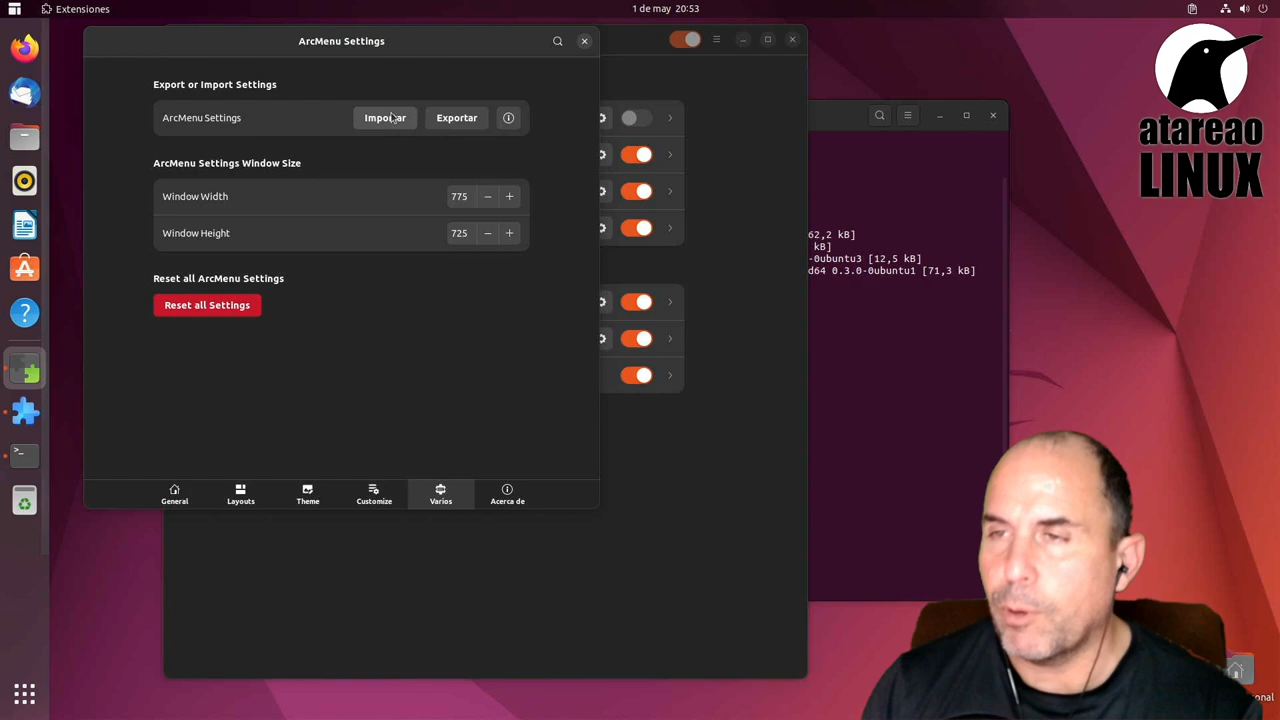 Extensiones
1 de may 20:53
ArcMenu Settings
Export or Import Settings
ArcMenu Settings
Importar
Exportar
ArcMenu Settings Window Size
Window Width
775
Window Height
725
Reset all ArcMenu Settings
Reset all Settings
General
Layouts
Theme
Customize
Varios
Acerca de
62,2 kB]
kB]
-0ubuntu3 [12,5 kB]
d64 0.3.0-0ubuntu1 [71,3 kB]
atareao
LINUX
onal